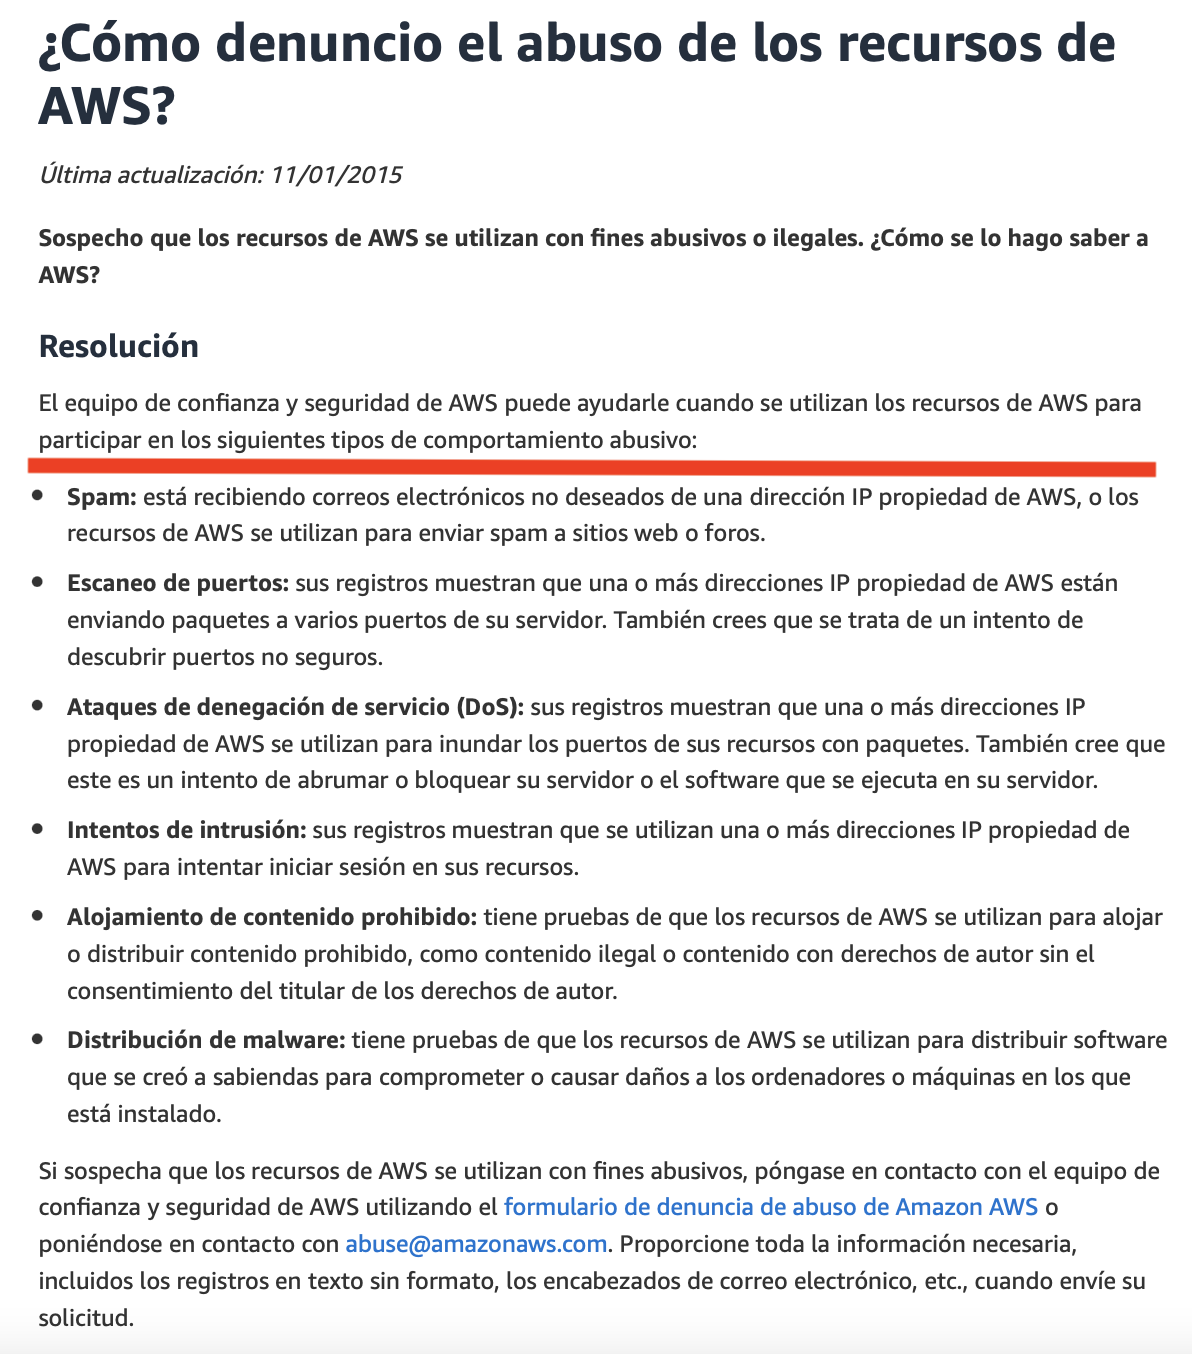 ¿Cómo denuncio el abuso de los recursos de
AWS?
Última actualización: 11/01/2015
Sospecho que los recursos de AWS se utilizan con fines abusivos o ilegales. ¿Cómo se lo hago saber a
AWS?
Resolución
El equipo de confianza y seguridad de AWS puede ayudarle cuando se utilizan los recursos de AWS para
participar en los siguientes tipos de comportamiento abusivo:
• Spam: está recibiendo correos electrónicos no deseados de una dirección IP propiedad de AWS, o los
recursos de AWS se utilizan para enviar spam a sitios web o foros.
• Escaneo de puertos: sus registros muestran que una o más direcciones IP propiedad de AWS están
enviando paquetes a varios puertos de su servidor. También crees que se trata de un intento de
descubrir puertos no seguros.
• Ataques de denegación de servicio (DoS): sus registros muestran que una o más direcciones IP
propiedad de AWS se utilizan para inundar los puertos de sus recursos con paquetes. También cree que
este es un intento de abrumar o bloquear su servidor o el software que se ejecuta en su servidor.
• Intentos de intrusión: sus registros muestran que se utilizan una o más direcciones IP propiedad de
AWS para intentar iniciar sesión en sus recursos.
• Alojamiento de contenido prohibido: tiene pruebas de que los recursos de AWS se utilizan para alojar
o distribuir contenido prohibido, como contenido ilegal o contenido con derechos de autor sin el
consentimiento del titular de los derechos de autor.
• Distribución de malware: tiene pruebas de que los recursos de AWS se utilizan para distribuir software
que se creó a sabiendas para comprometer o causar daños a los ordenadores o máquinas en los que
está instalado.
Si sospecha que los recursos de AWS se utilizan con fines abusivos, póngase en contacto con el equipo de
confianza y seguridad de AWS utilizando el formulario de denuncia de abuso de Amazon AWS o
poniéndose en contacto con abuse@amazonaws.com. Proporcione toda la información necesaria,
incluidos los registros en texto sin formato, los encabezados de correo electrónico, etc., cuando envíe su
solicitud.